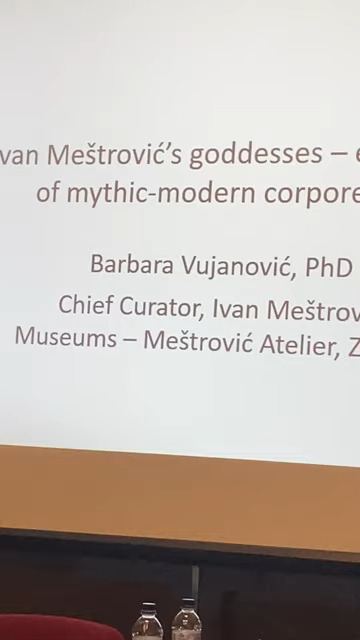 van Meštrović's goddesses –
of mythic-modern corpore
Barbara Vujanović, PhD
Chief Curator, Ivan Meštrov
Museums – Meštrović Atelier, Z